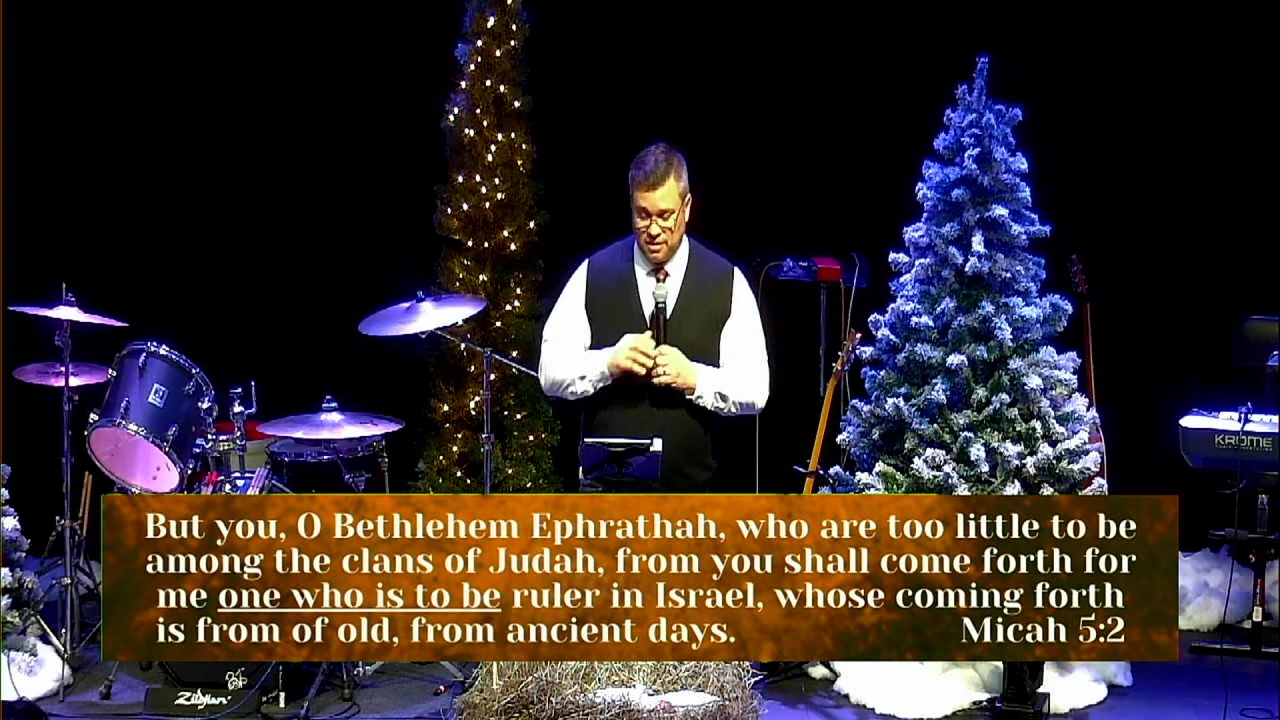 KROME
But you, O Bethlehem Ephrathah, who are too little to be
among the clans of Judah, from you shall come forth for
me one who is to be ruler in Israel, whose coming forth
is from of old, from ancient days. Micah 5:2
Zildjian